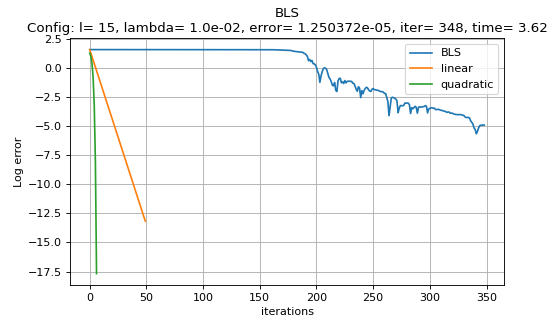 BLS
Config: l= 15, lambda= 1.0e-02, error= 1.250372e-05, iter= 348, time= 3.62
2.5
0.0
−2.5
−5.0
−7.5
−10.0
−12.5
−15.0
−17.5
Log error
BLS
linear
quadratic
0
50
100
150
200
250
300
350
iterations